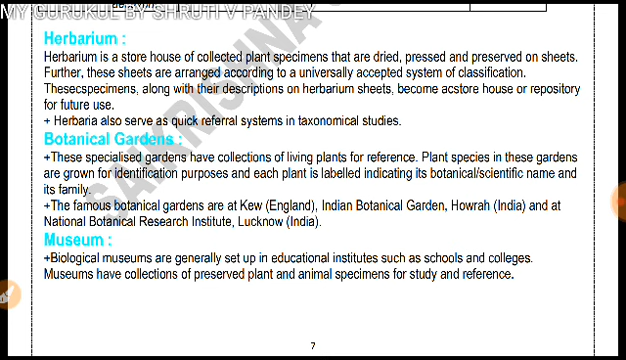 MY GURUKUL BY SHRUTI V PANDEY
Herbarium :
Herbarium is a store house of collected plant specimens that are dried, pressed and preserved on sheets.
Further, these sheets are arranged according to a universally accepted system of classification.
Thesecspecimens, along with their descriptions on herbarium sheets, become acstore house or repository
for future use.
+ Herbaria also serve as quick referral systems in taxonomical studies.
Botanical Gardens :
+These specialised gardens have collections of living plants for reference. Plant species in these gardens
are grown for identification purposes and each plant is labelled indicating its botanical/scientific name and
its family.
+The famous botanical gardens are at Kew (England), Indian Botanical Garden, Howrah (India) and at
National Botanical Research Institute, Lucknow (India).
Museum :
+Biological museums are generally set up in educational institutes such as schools and colleges.
Museums have collections of preserved plant and animal specimens for study and reference.
SAIKRISHNA
7